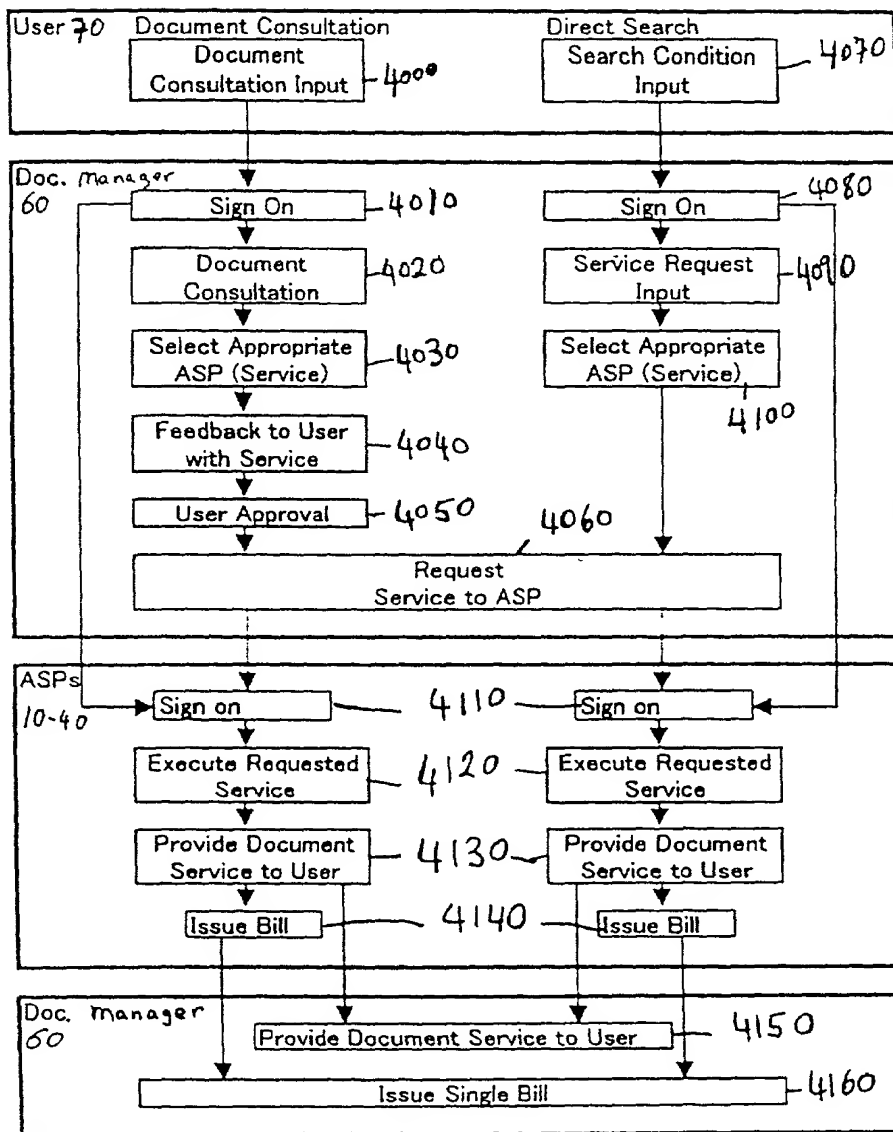 User 70 Document Consultation Direct Search
Document
Consultation Input
4000
Search Condition
Input
4070
Doc. manager
60
Sign On
4010
Sign On
4080
Document
Consultation
4020
Service Request
Input
4090
Select Appropriate
ASP (Service)
4030
Select Appropriate
ASP (Service)
4100
Feedback to User
with Service
4040
User Approval
4050
4060
Request
Service to ASP
ASPs
10-40
Sign on
4110
Sign on
Execute Requested
Service
4120
Execute Requested
Service
Provide Document
Service to User
4130
Provide Document
Service to User
Issue Bill
4140
Issue Bill
Doc. manager
60
Provide Document Service to User
4150
Issue Single Bill
4160